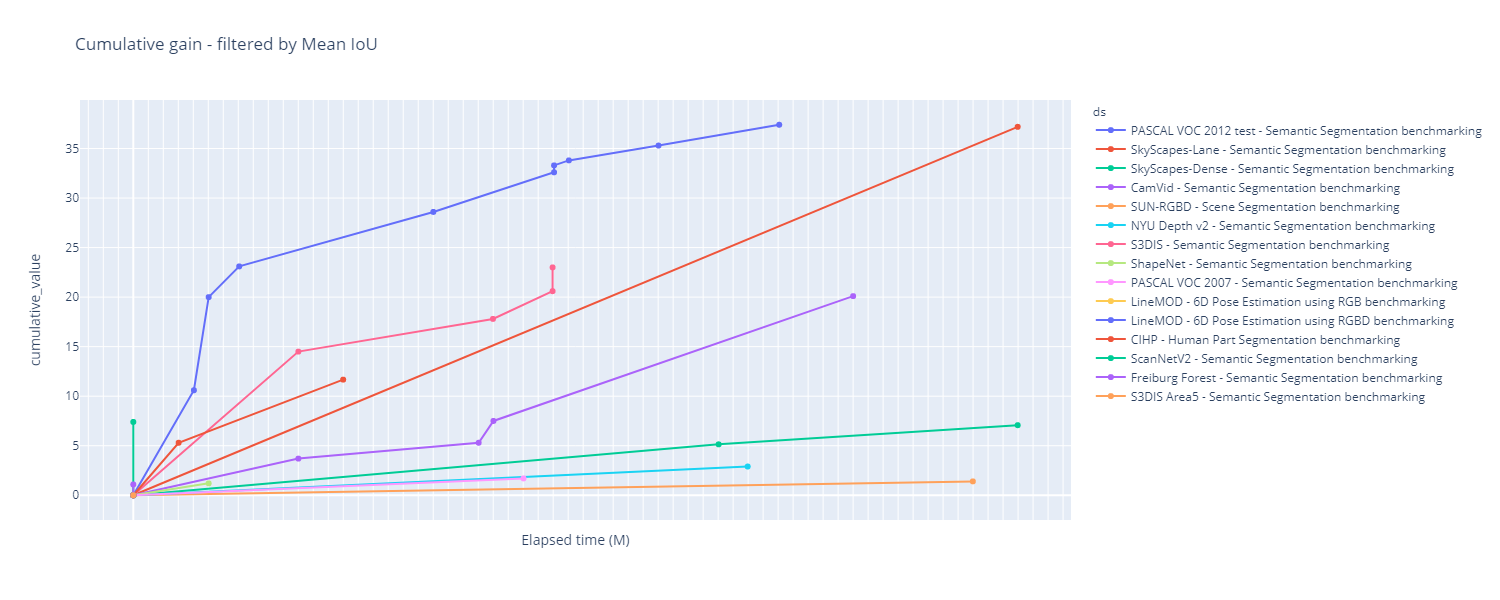 Cumulative gain - filtered by Mean IoU
cumulative_value
35
30
25
20
15
10
5
0
Elapsed time (M)
ds
PASCAL VOC 2012 test - Semantic Segmentation benchmarking
SkyScapes-Lane - Semantic Segmentation benchmarking
SkyScapes-Dense - Semantic Segmentation benchmarking
CamVid - Semantic Segmentation benchmarking
SUN-RGBD - Scene Segmentation benchmarking
NYU Depth v2 - Semantic Segmentation benchmarking
S3DIS - Semantic Segmentation benchmarking
ShapeNet - Semantic Segmentation benchmarking
PASCAL VOC 2007 - Semantic Segmentation benchmarking
LineMOD - 6D Pose Estimation using RGB benchmarking
LineMOD - 6D Pose Estimation using RGBD benchmarking
CIHP - Human Part Segmentation benchmarking
ScanNetV2 - Semantic Segmentation benchmarking
Freiburg Forest - Semantic Segmentation benchmarking
S3DIS Area5 - Semantic Segmentation benchmarking